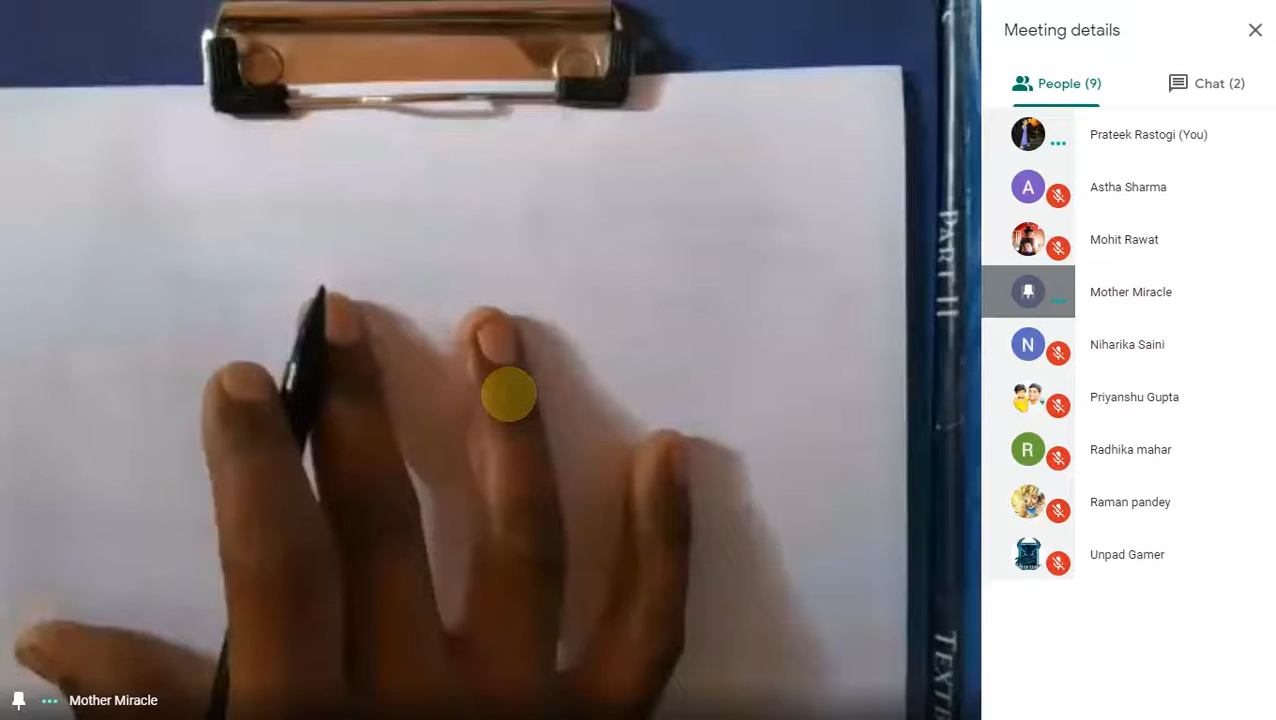 Meeting details
People (9)
Chat (2)
Prateek Rastogi (You)
A
Astha Sharma
Mohit Rawat
Mother Miracle
N
Niharika Saini
Priyanshu Gupta
R
Radhika mahar
Raman pandey
Unpad Gamer
PART II
TEXTB
Mother Miracle